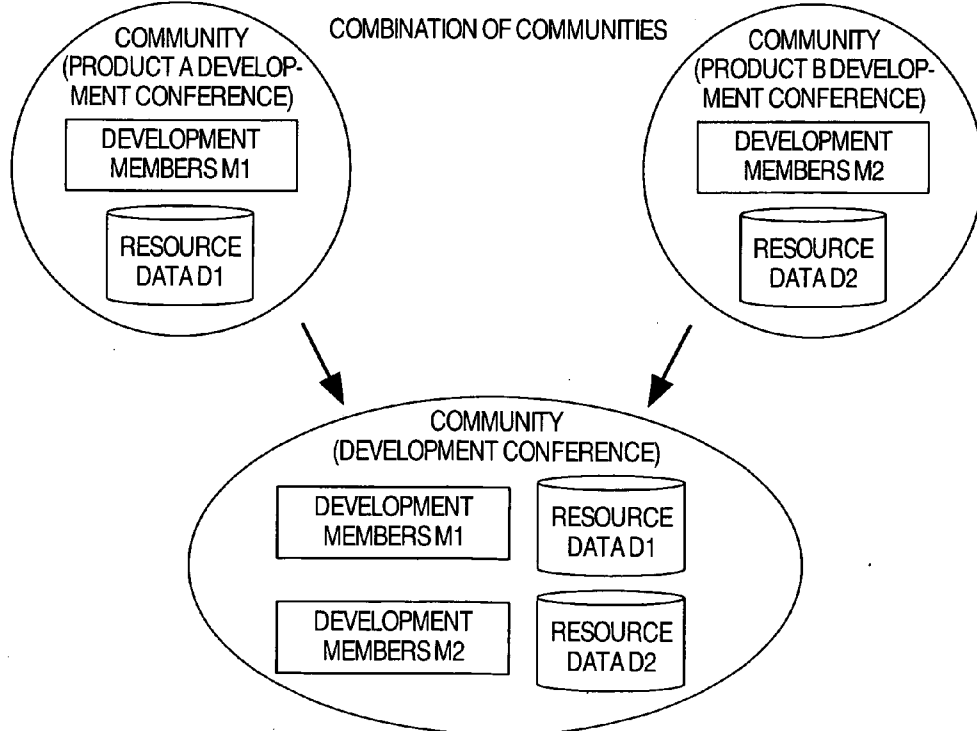 COMBINATION OF COMMUNITIES
COMMUNITY
(PRODUCT A DEVELOP-
MENT CONFERENCE)
DEVELOPMENT
MEMBERS M1
RESOURCE
DATA D1
COMMUNITY
(PRODUCT B DEVELOP-
MENT CONFERENCE)
DEVELOPMENT
MEMBERS M2
RESOURCE
DATA D2
COMMUNITY
(DEVELOPMENT CONFERENCE)
DEVELOPMENT
MEMBERS M1
RESOURCE
DATA D1
DEVELOPMENT
MEMBERS M2
RESOURCE
DATA D2